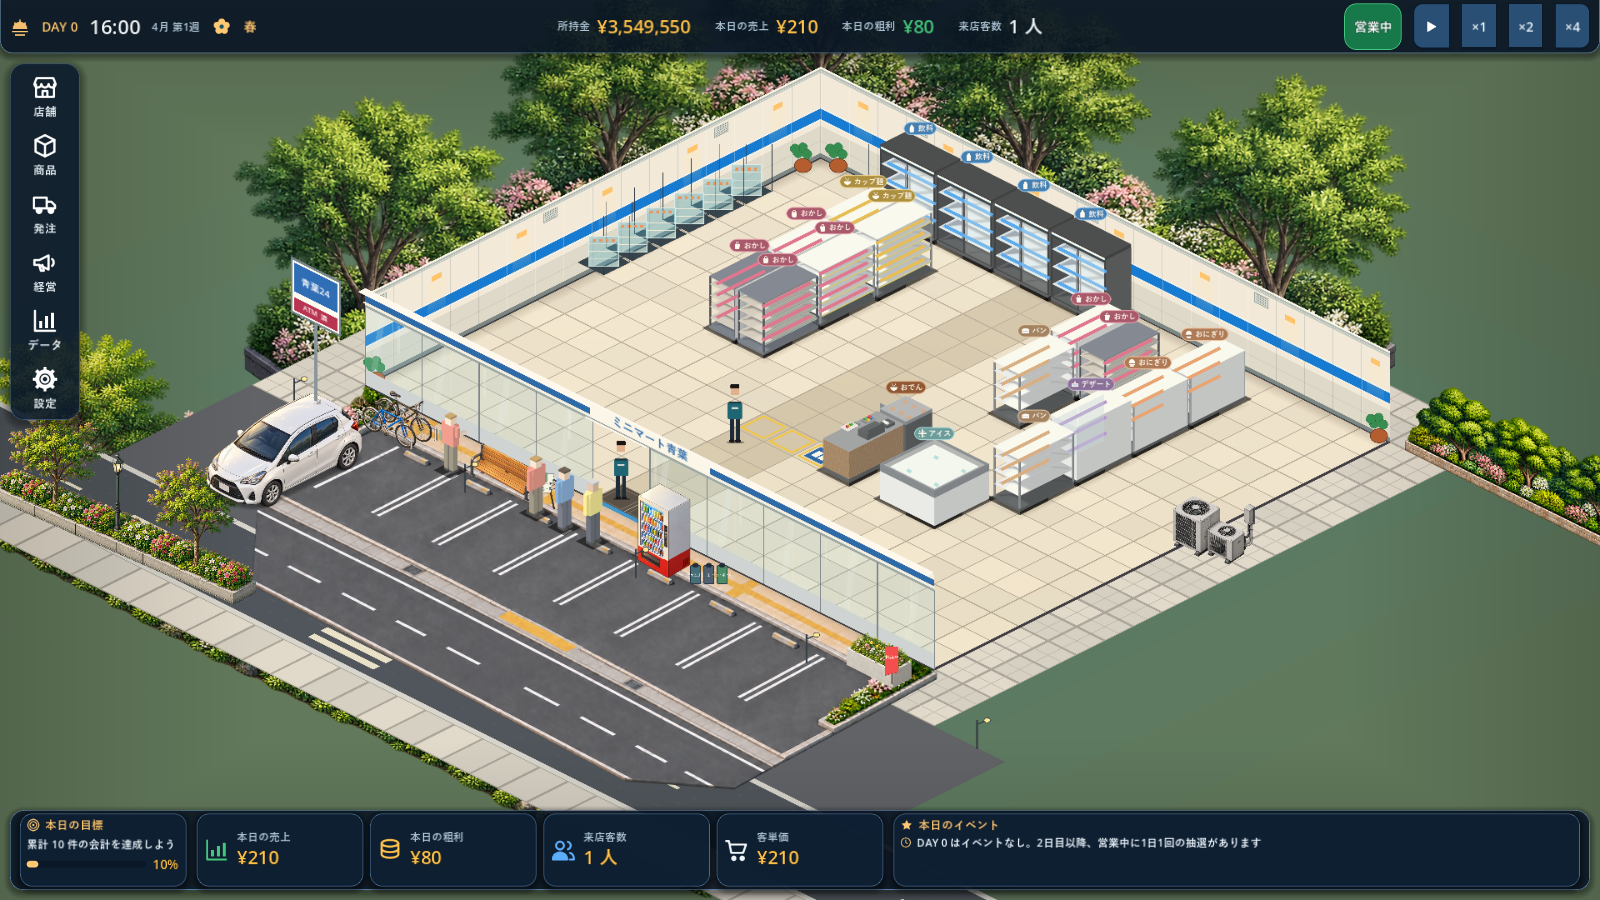 DAY 0
16:00
4月 第1週
春
所持金 ¥3,549,550
本日の売上 ¥210
本日の粗利 ¥80
来店客数 1 人
営業中
×1
×2
×4
店舗
商品
発注
経営
データ
設定
飲料
飲料
飲料
飲料
カップ麺
カップ麺
おかし
おかし
おかし
おかし
おかし
おかし
パン
おにぎり
おにぎり
デザート
パン
おでん
アイス
青葉24
ATM
ミニマート青葉
本日の目標
累計 10 件の会計を達成しよう
10%
本日の売上
¥210
本日の粗利
¥80
来店客数
1 人
客単価
¥210
本日のイベント
DAY 0 はイベントなし。2日目以降、営業中に1日1回の抽選があります